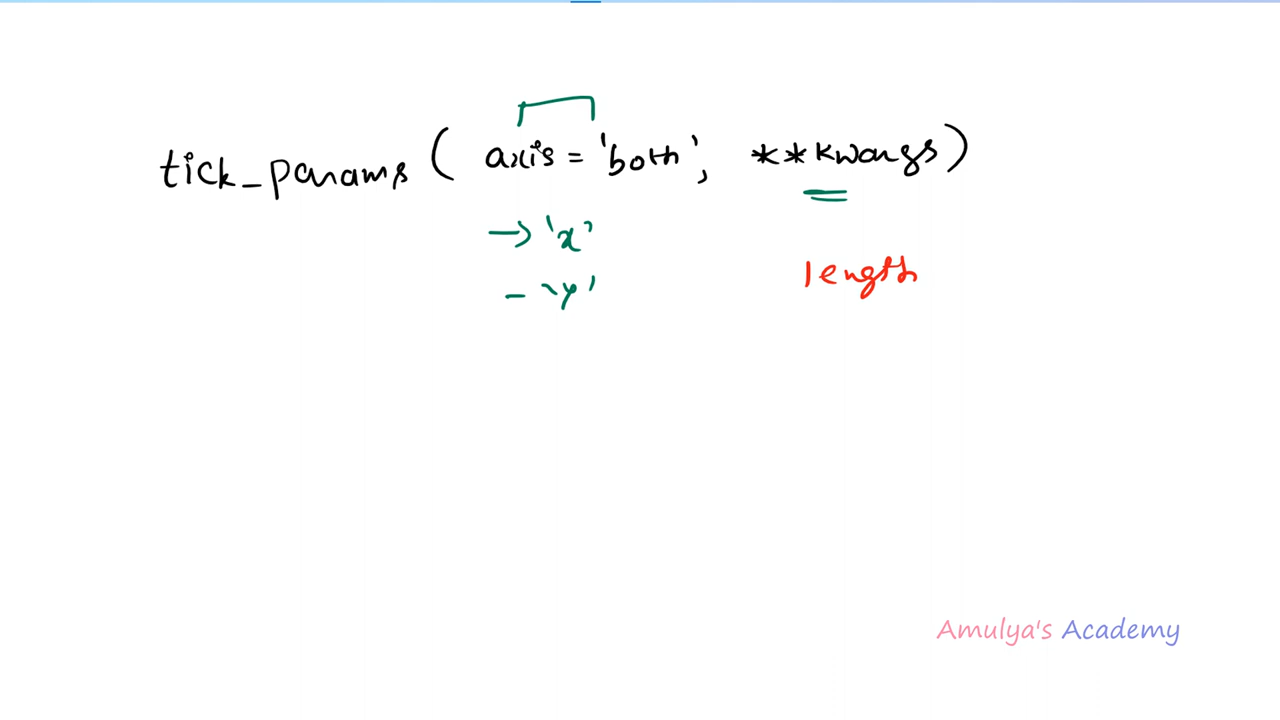 tick_params ( axis = 'both', **kwargs)
→ 'x'
- 'y'
length
Amulya's Academy